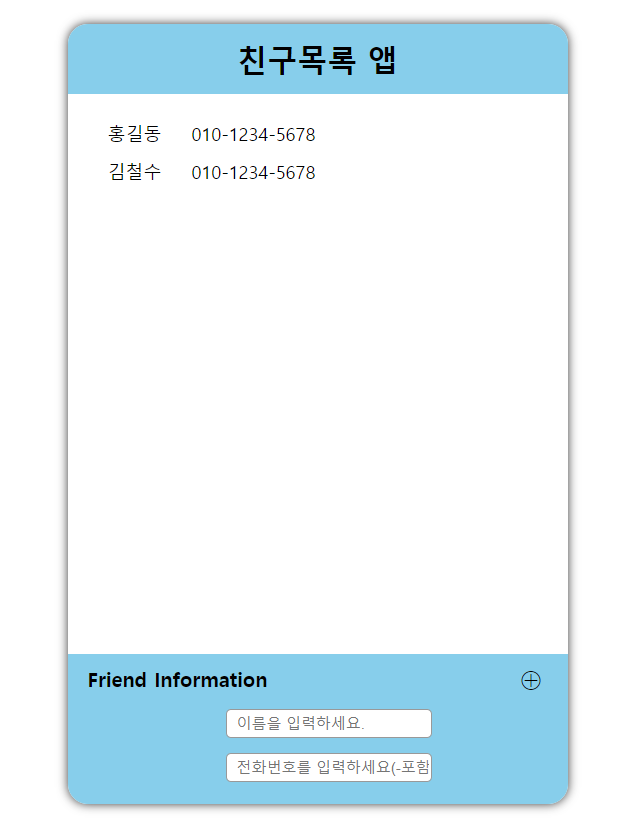 친구목록 앱
홍길동 010-1234-5678
김철수 010-1234-5678
Friend Information
이름을 입력하세요.
전화번호를 입력하세요(-포함